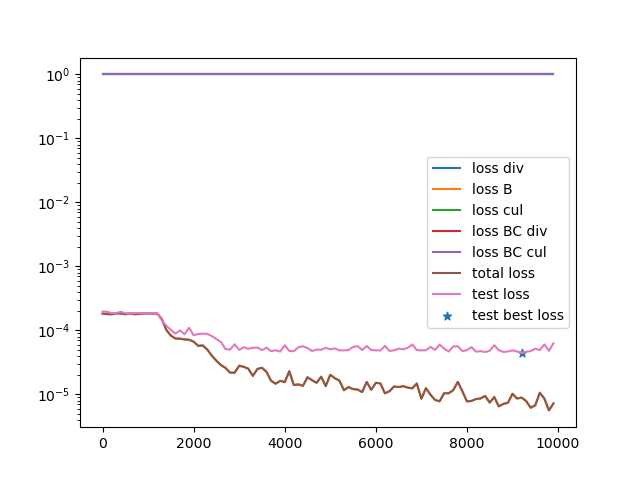 10⁰
10⁻¹
10⁻²
10⁻³
10⁻⁴
10⁻⁵
0
2000
4000
6000
8000
10000
loss div
loss B
loss cul
loss BC div
loss BC cul
total loss
test loss
test best loss